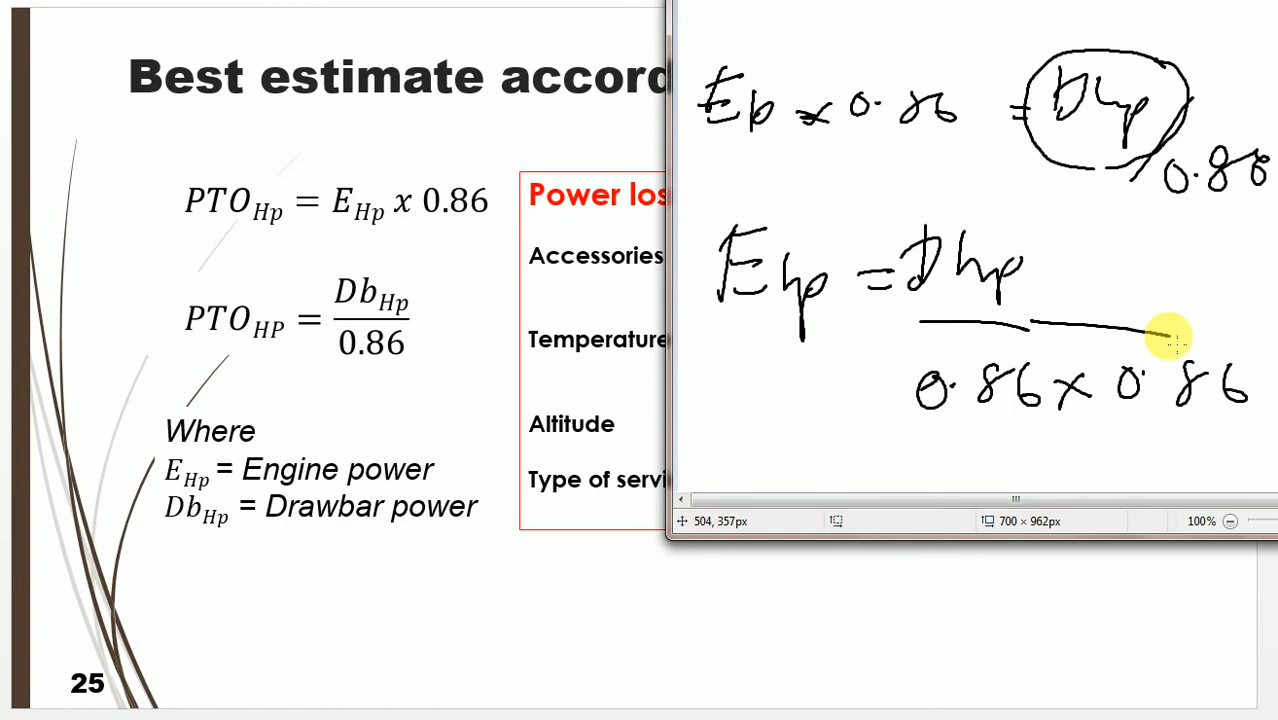 Best estimate accord
PTO_Hp = E_Hp x 0.86
PTO_HP = Db_Hp / 0.86
Where
E_Hp = Engine power
Db_Hp = Drawbar power
25
Power los
Accessories
Temperature
Altitude
Type of servi
Eb x 0.86 = Dhp / 0.86
Ehp = Dhp
0.86 x 0.86
504, 357px
700 × 962px
100%